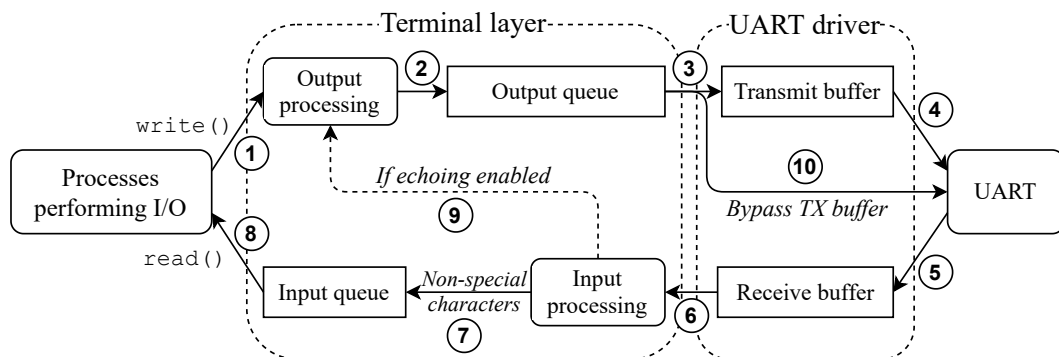 Terminal layer
UART driver
Output
processing
2
Output queue
3
Transmit buffer
4
write()
1
If echoing enabled
9
10
Bypass TX buffer
Processes
performing I/O
UART
8
read()
Input queue
Non-special
characters
7
Input
processing
6
Receive buffer
5